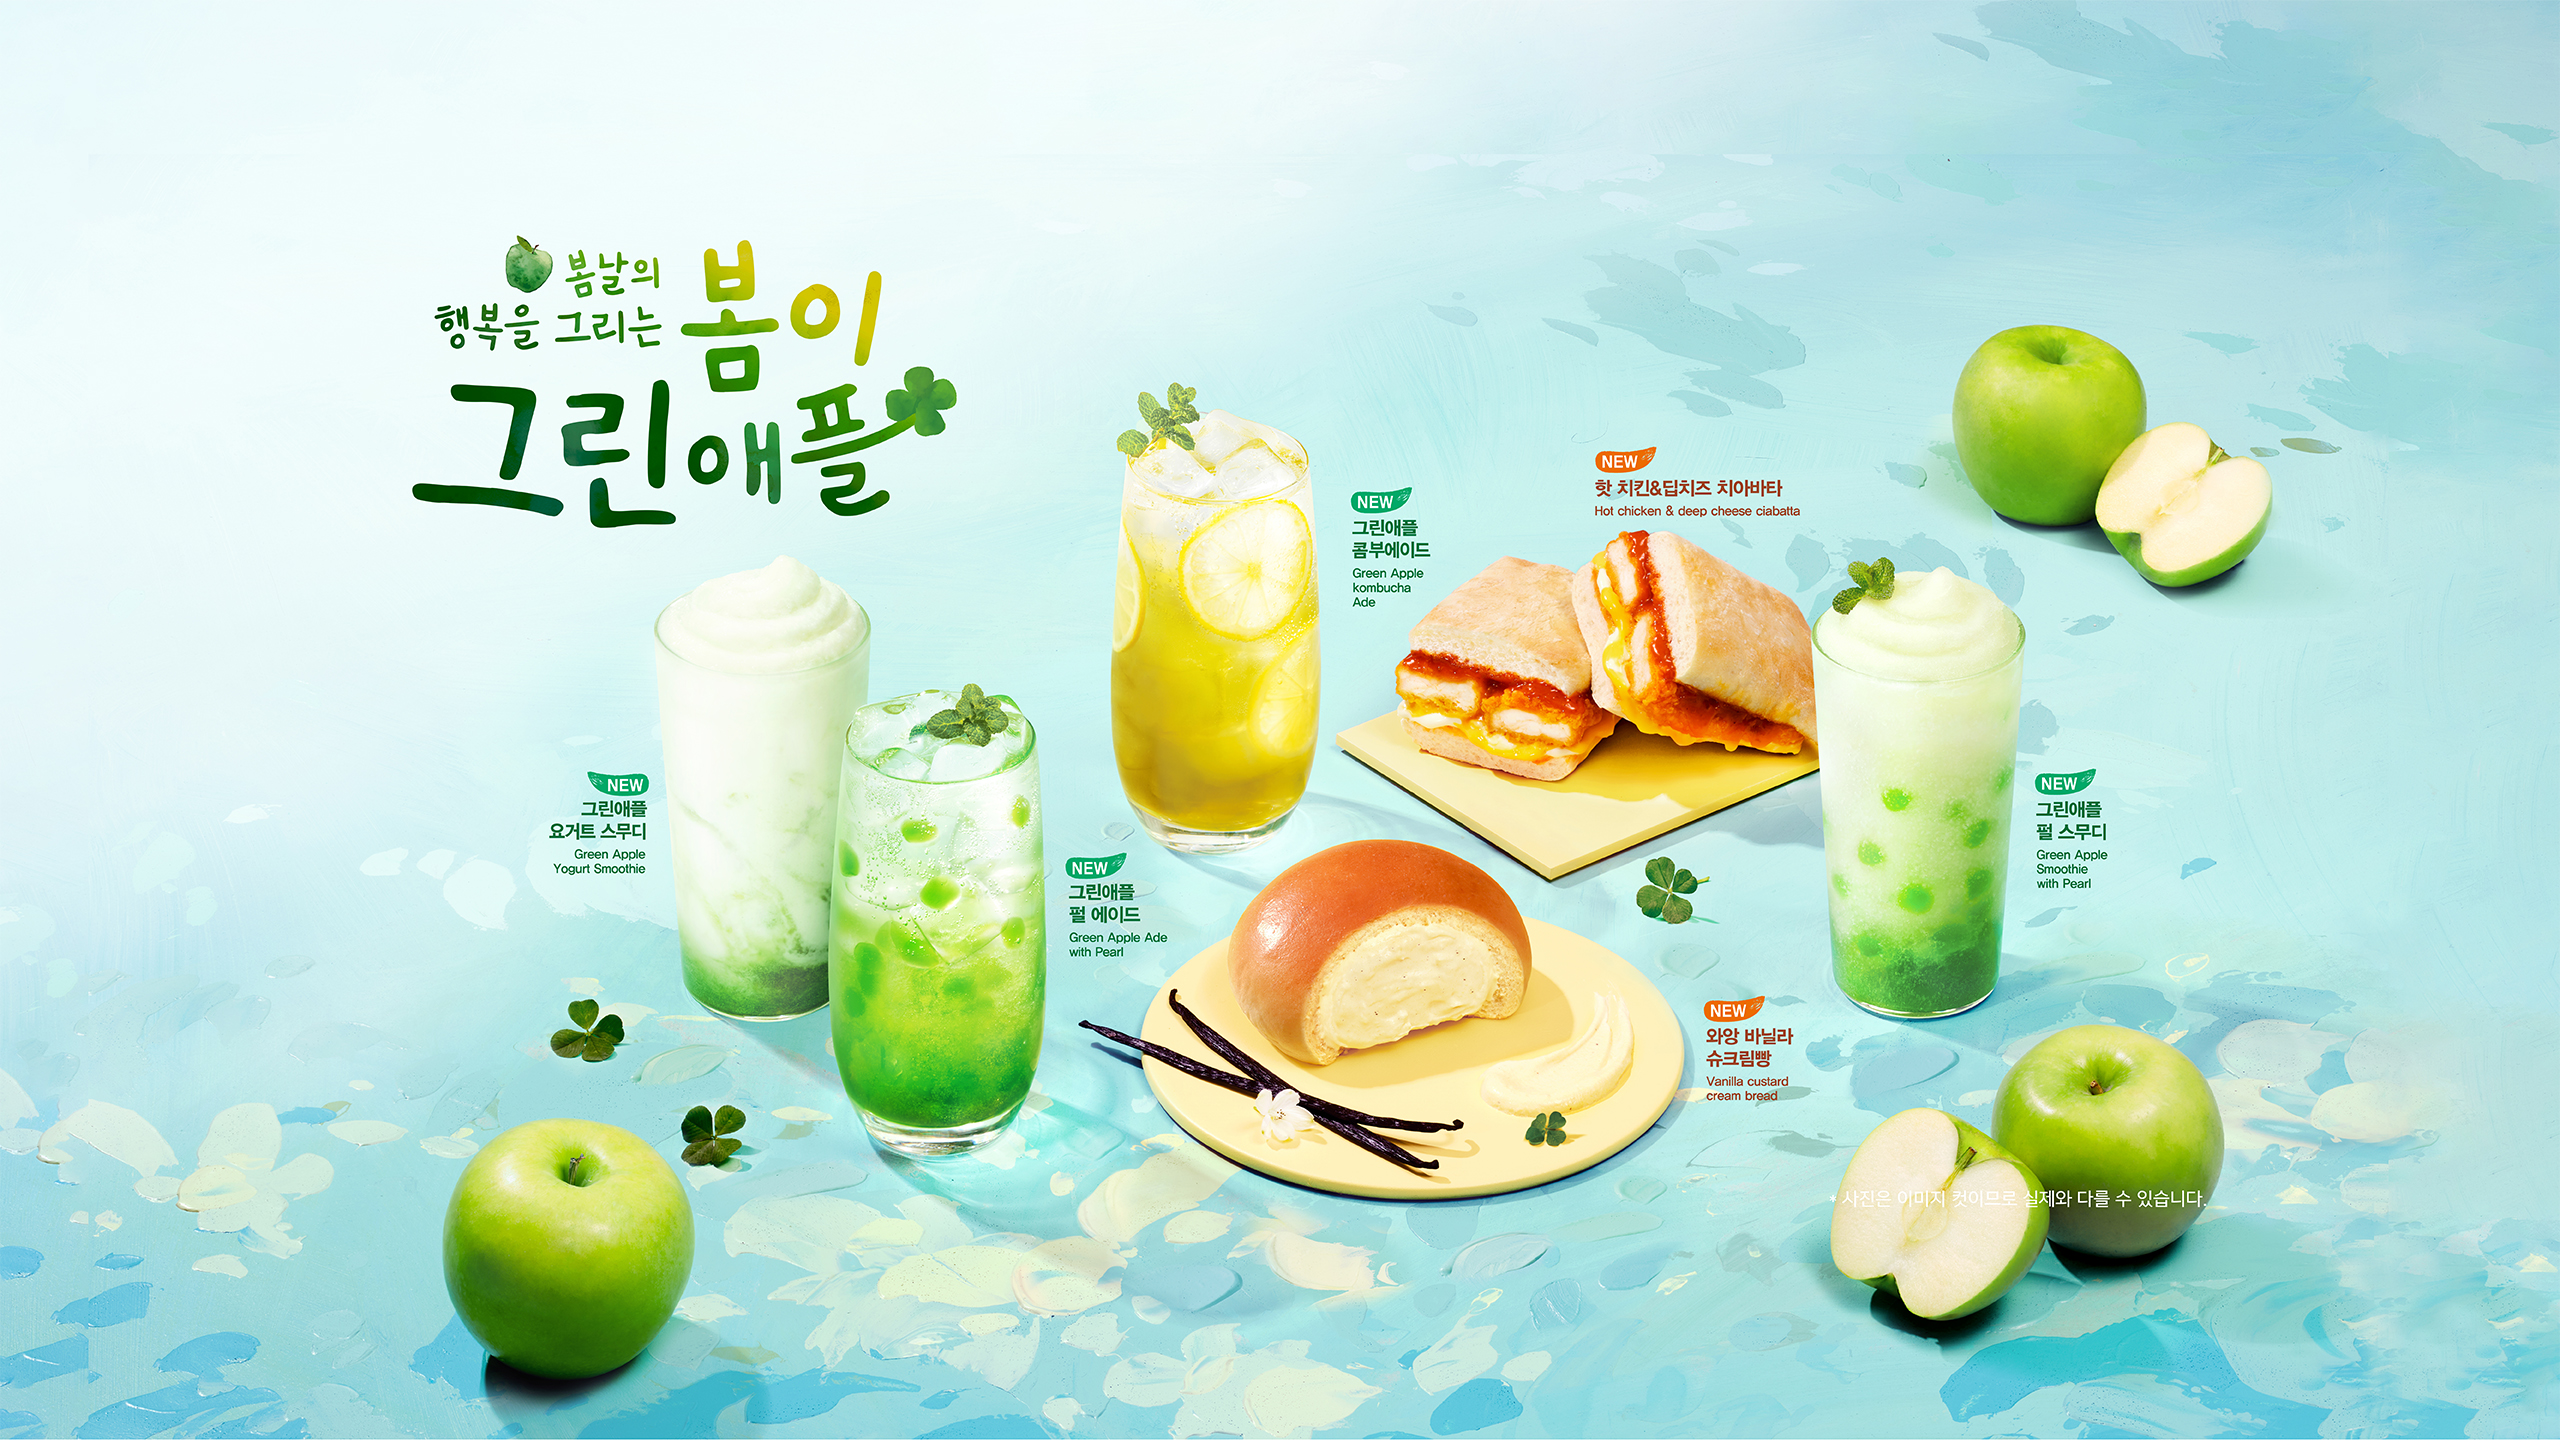 봄날의
행복을 그리는
봄이
그린애플
NEW
그린애플
요거트 스무디
Green Apple
Yogurt Smoothie
NEW
그린애플
펄 에이드
Green Apple Ade
with Pearl
NEW
그린애플
콤부에이드
Green Apple
kombucha
Ade
NEW
핫 치킨&딥치즈 치아바타
Hot chicken & deep cheese ciabatta
NEW
와앙 바닐라
슈크림빵
Vanilla custard
cream bread
NEW
그린애플
펄 스무디
Green Apple
Smoothie
with Pearl
* 사진은 이미지 컷이므로 실제와 다를 수 있습니다.